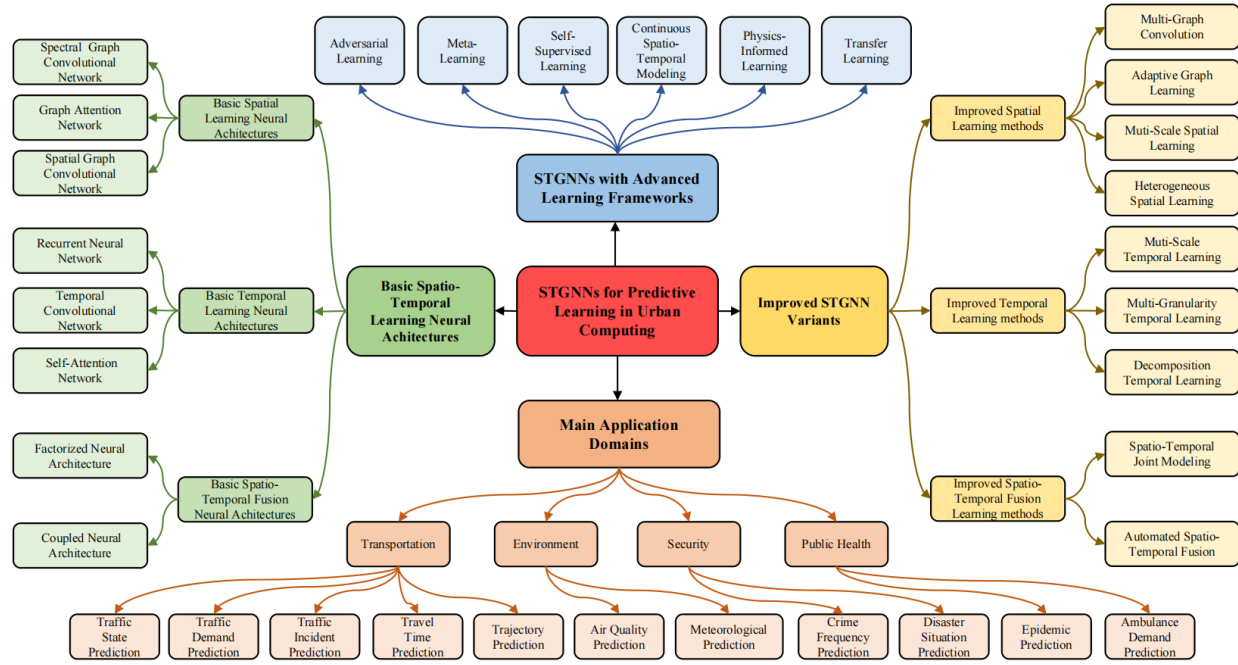 Adversarial
Learning
Meta-
Learning
Self-
Supervised
Learning
Continuous
Spatio-
Temporal
Modeling
Physics-
Informed
Learning
Transfer
Learning
Spectral Graph
Convolutional
Network
Graph Attention
Network
Spatial Graph
Convolutional
Network
Basic Spatial
Learning Neural
Achitectures
Recurrent Neural
Network
Temporal
Convolutional
Network
Self-Attention
Network
Basic Temporal
Learning Neural
Achitectures
Factorized Neural
Architecture
Coupled Neural
Architecture
Basic Spatio-
Temporal Fusion
Neural Achitectures
Basic Spatio-
Temporal
Learning Neural
Achitectures
STGNNs with Advanced
Learning Frameworks
STGNNs for Predictive
Learning in Urban
Computing
Improved STGNN
Variants
Improved Spatial
Learning methods
Multi-Graph
Convolution
Adaptive Graph
Learning
Muti-Scale Spatial
Learning
Heterogeneous
Spatial Learning
Improved Temporal
Learning methods
Muti-Scale
Temporal Learning
Multi-Granularity
Temporal Learning
Decomposition
Temporal Learning
Improved Spatio-
Temporal Fusion
Learning methods
Spatio-Temporal
Joint Modeling
Automated Spatio-
Temporal Fusion
Main Application
Domains
Transportation
Environment
Security
Public Health
Traffic
State
Prediction
Traffic
Demand
Prediction
Traffic
Incident
Prediction
Travel
Time
Prediction
Trajectory
Prediction
Air Quality
Prediction
Meteorological
Prediction
Crime
Frequency
Prediction
Disaster
Situation
Prediction
Epidemic
Prediction
Ambulance
Demand
Prediction